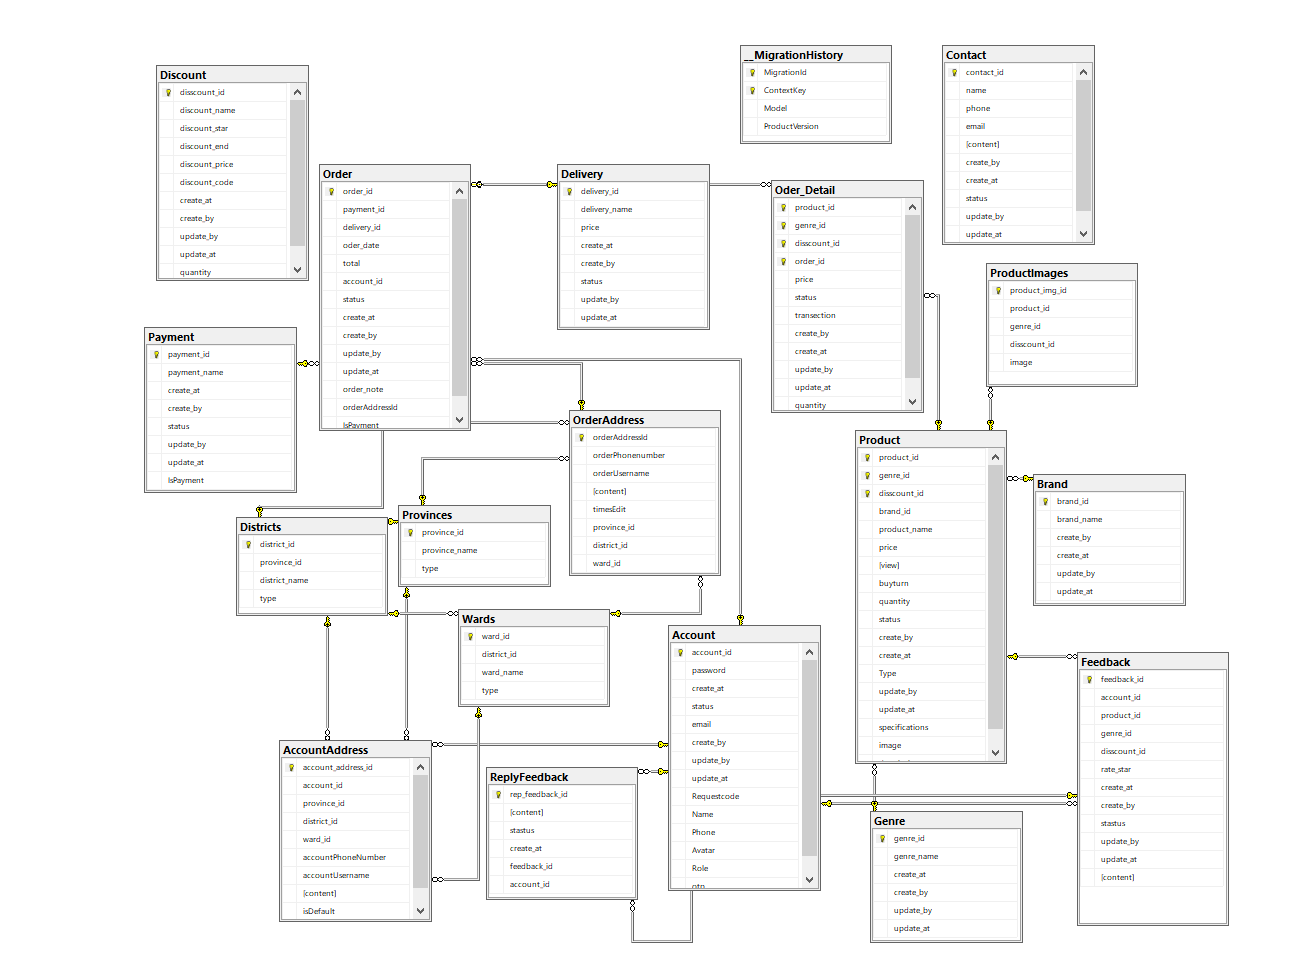 Discount
disscount_id
discount_name
discount_star
discount_end
discount_price
discount_code
create_at
create_by
update_by
update_at
quantity
Order
order_id
payment_id
delivery_id
oder_date
total
account_id
status
create_at
create_by
update_by
update_at
order_note
orderAddressId
IsPayment
Delivery
delivery_id
delivery_name
price
create_at
create_by
status
update_by
update_at
__MigrationHistory
MigrationId
ContextKey
Model
ProductVersion
Contact
contact_id
name
phone
email
[content]
create_by
create_at
status
update_by
update_at
Oder_Detail
product_id
genre_id
disscount_id
order_id
price
status
transection
create_by
create_at
update_by
update_at
quantity
ProductImages
product_img_id
product_id
genre_id
disscount_id
image
Payment
payment_id
payment_name
create_at
create_by
status
update_by
update_at
IsPayment
OrderAddress
orderAddressId
orderPhonenumber
orderUsername
[content]
timesEdit
province_id
district_id
ward_id
Product
product_id
genre_id
disscount_id
brand_id
product_name
price
[view]
buyturn
quantity
status
create_by
create_at
Type
update_by
update_at
specifications
image
Brand
brand_id
brand_name
create_by
create_at
update_by
update_at
Districts
district_id
province_id
district_name
type
Provinces
province_id
province_name
type
Wards
ward_id
district_id
ward_name
type
Account
account_id
password
create_at
status
email
create_by
update_by
update_at
Requestcode
Name
Phone
Avatar
Role
otp
Feedback
feedback_id
account_id
product_id
genre_id
disscount_id
rate_star
create_at
create_by
stastus
update_by
update_at
[content]
AccountAddress
account_address_id
account_id
province_id
district_id
ward_id
accountPhoneNumber
accountUsername
[content]
isDefault
ReplyFeedback
rep_feedback_id
[content]
stastus
create_at
feedback_id
account_id
Genre
genre_id
genre_name
create_at
create_by
update_by
update_at